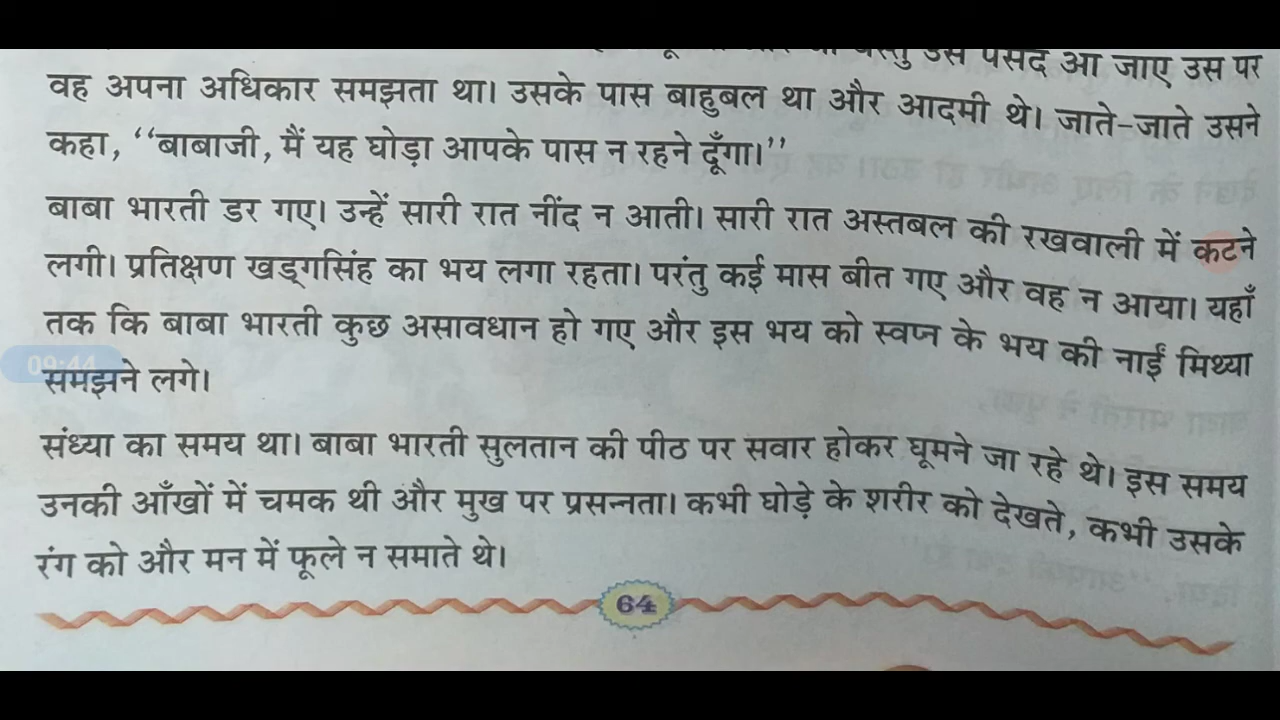 उस पसंद आ जाए उस पर
वह अपना अधिकार समझता था। उसके पास बाहुबल था और आदमी थे। जाते-जाते उसने
कहा, ‘‘बाबाजी, मैं यह घोड़ा आपके पास न रहने दूँगा।’’
बाबा भारती डर गए। उन्हें सारी रात नींद न आती। सारी रात अस्तबल की रखवाली में कटने
लगी। प्रतिक्षण खड्गसिंह का भय लगा रहता। परंतु कई मास बीत गए और वह न आया। यहाँ
तक कि बाबा भारती कुछ असावधान हो गए और इस भय को स्वप्न के भय की नाईं मिथ्या
09:44
समझने लगे।
संध्या का समय था। बाबा भारती सुलतान की पीठ पर सवार होकर घूमने जा रहे थे। इस समय
उनकी आँखों में चमक थी और मुख पर प्रसन्नता। कभी घोड़े के शरीर को देखते, कभी उसके
रंग को और मन में फूले न समाते थे।
64